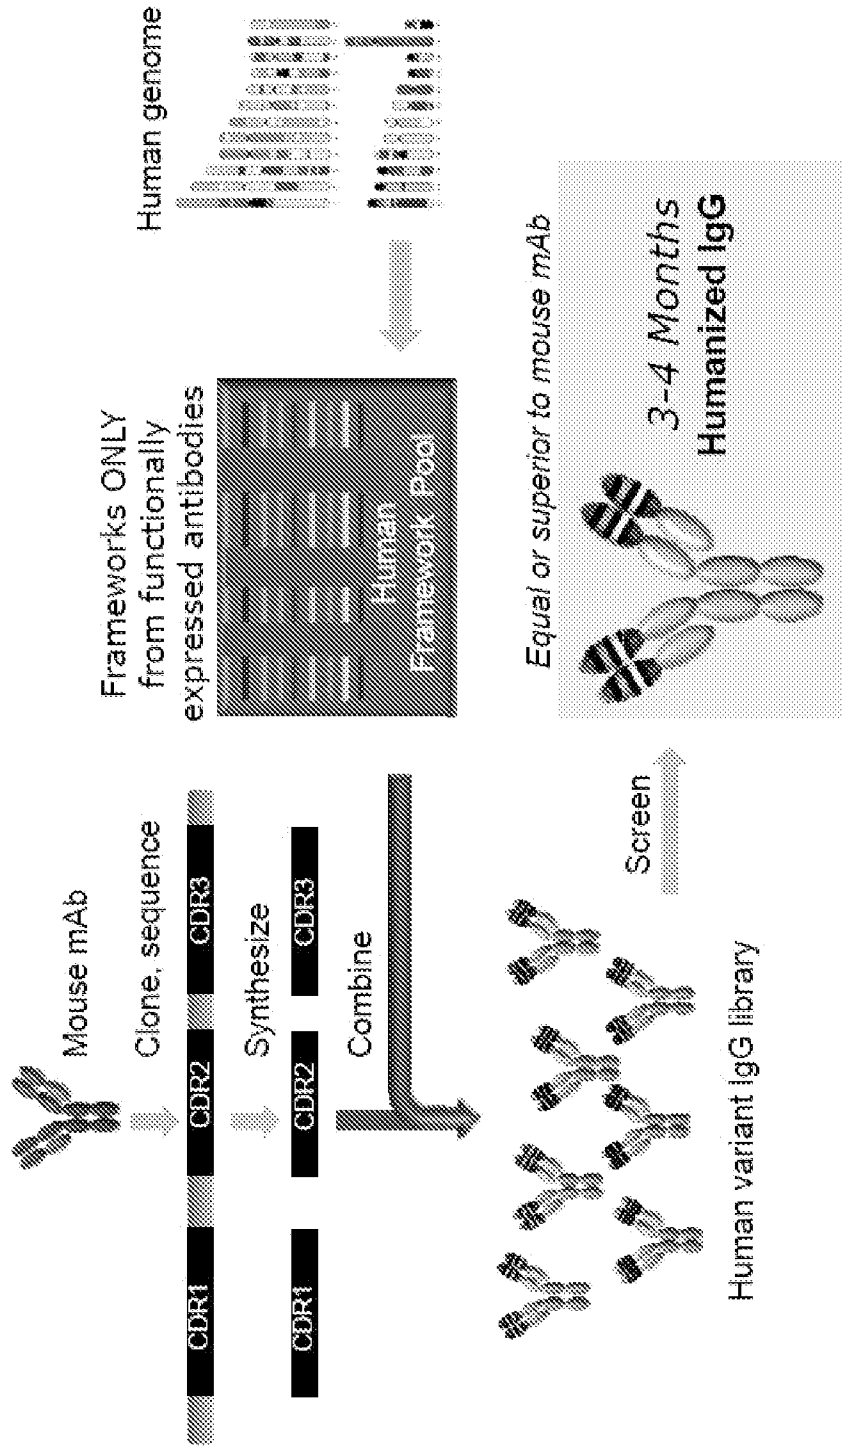 Mouse mAb
Clone, sequence
CDR1 CDR2 CDR3
Synthesize
CDR1 CDR2 CDR3
Combine
Frameworks ONLY
from functionally
expressed antibodies
Human
Framework Pool
Human genome
Human variant IgG library
Screen
Equal or superior to mouse mAb
3-4 Months
Humanized IgG